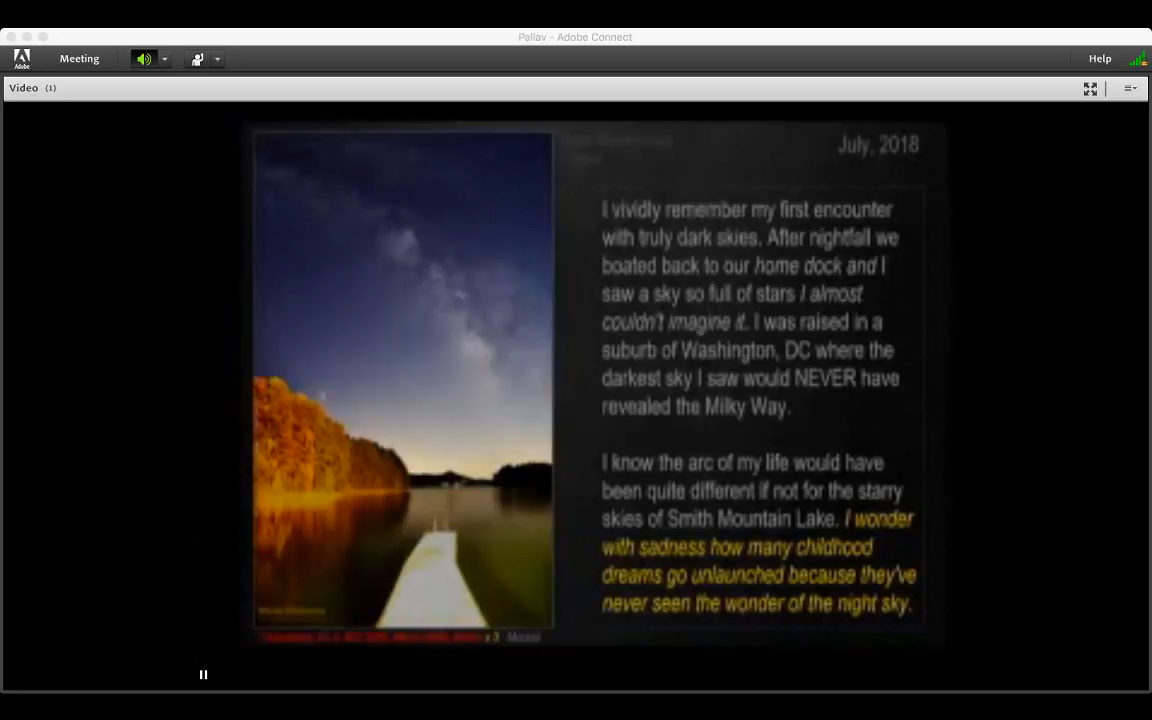 Pallav - Adobe Connect
Adobe
Meeting
Help
Video (1)
July, 2018
I vividly remember my first encounter
with truly dark skies. After nightfall we
boated back to our home dock and I
saw a sky so full of stars I almost
couldn't imagine it. I was raised in a
suburb of Washington, DC where the
darkest sky I saw would NEVER have
revealed the Milky Way.
I know the arc of my life would have
been quite different if not for the starry
skies of Smith Mountain Lake. I wonder
with sadness how many childhood
dreams go unlaunched because they've
never seen the wonder of the night sky.
x 3